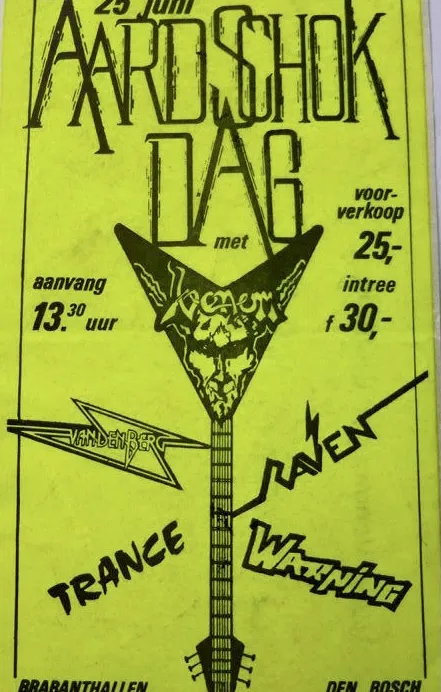 25 juni
AARDSCHOK
DAG
met
voor-
verkoop
25,-
aanvang
13.30 uur
intree
f 30,-
VENOM
VANDENBERG
RAVEN
TRANCE
WARNING
BRABANTHALLEN DEN BOSCH